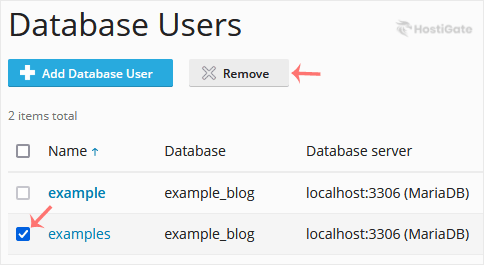 Database Users
HostiGate
Add Database User
Remove
2 items total
Name ↑ Database Database server
example example_blog localhost:3306 (MariaDB)
examples example_blog localhost:3306 (MariaDB)